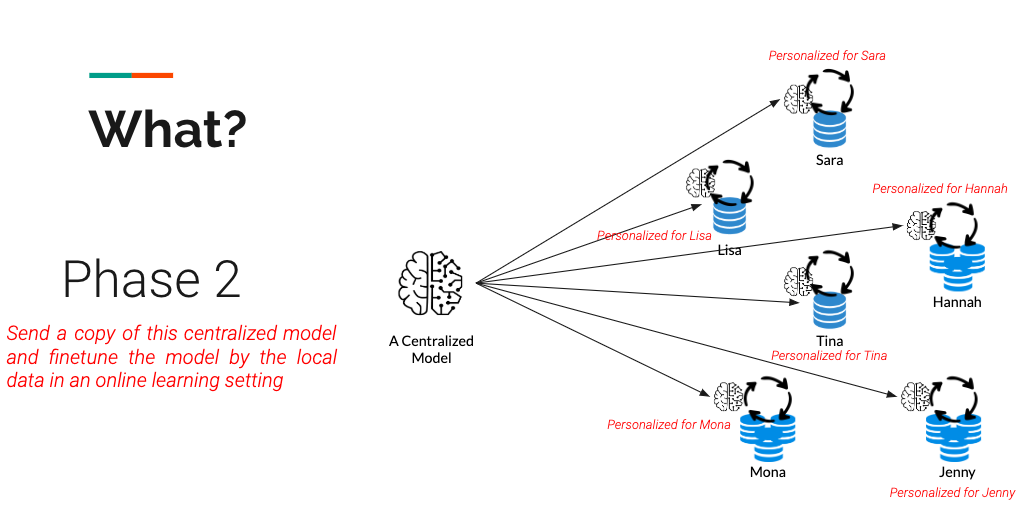 What?
Phase 2
Send a copy of this centralized model
and finetune the model by the local
data in an online learning setting
A Centralized
Model
Personalized for Sara
Sara
Personalized for Lisa
Lisa
Personalized for Hannah
Hannah
Tina
Personalized for Tina
Personalized for Mona
Mona
Jenny
Personalized for Jenny